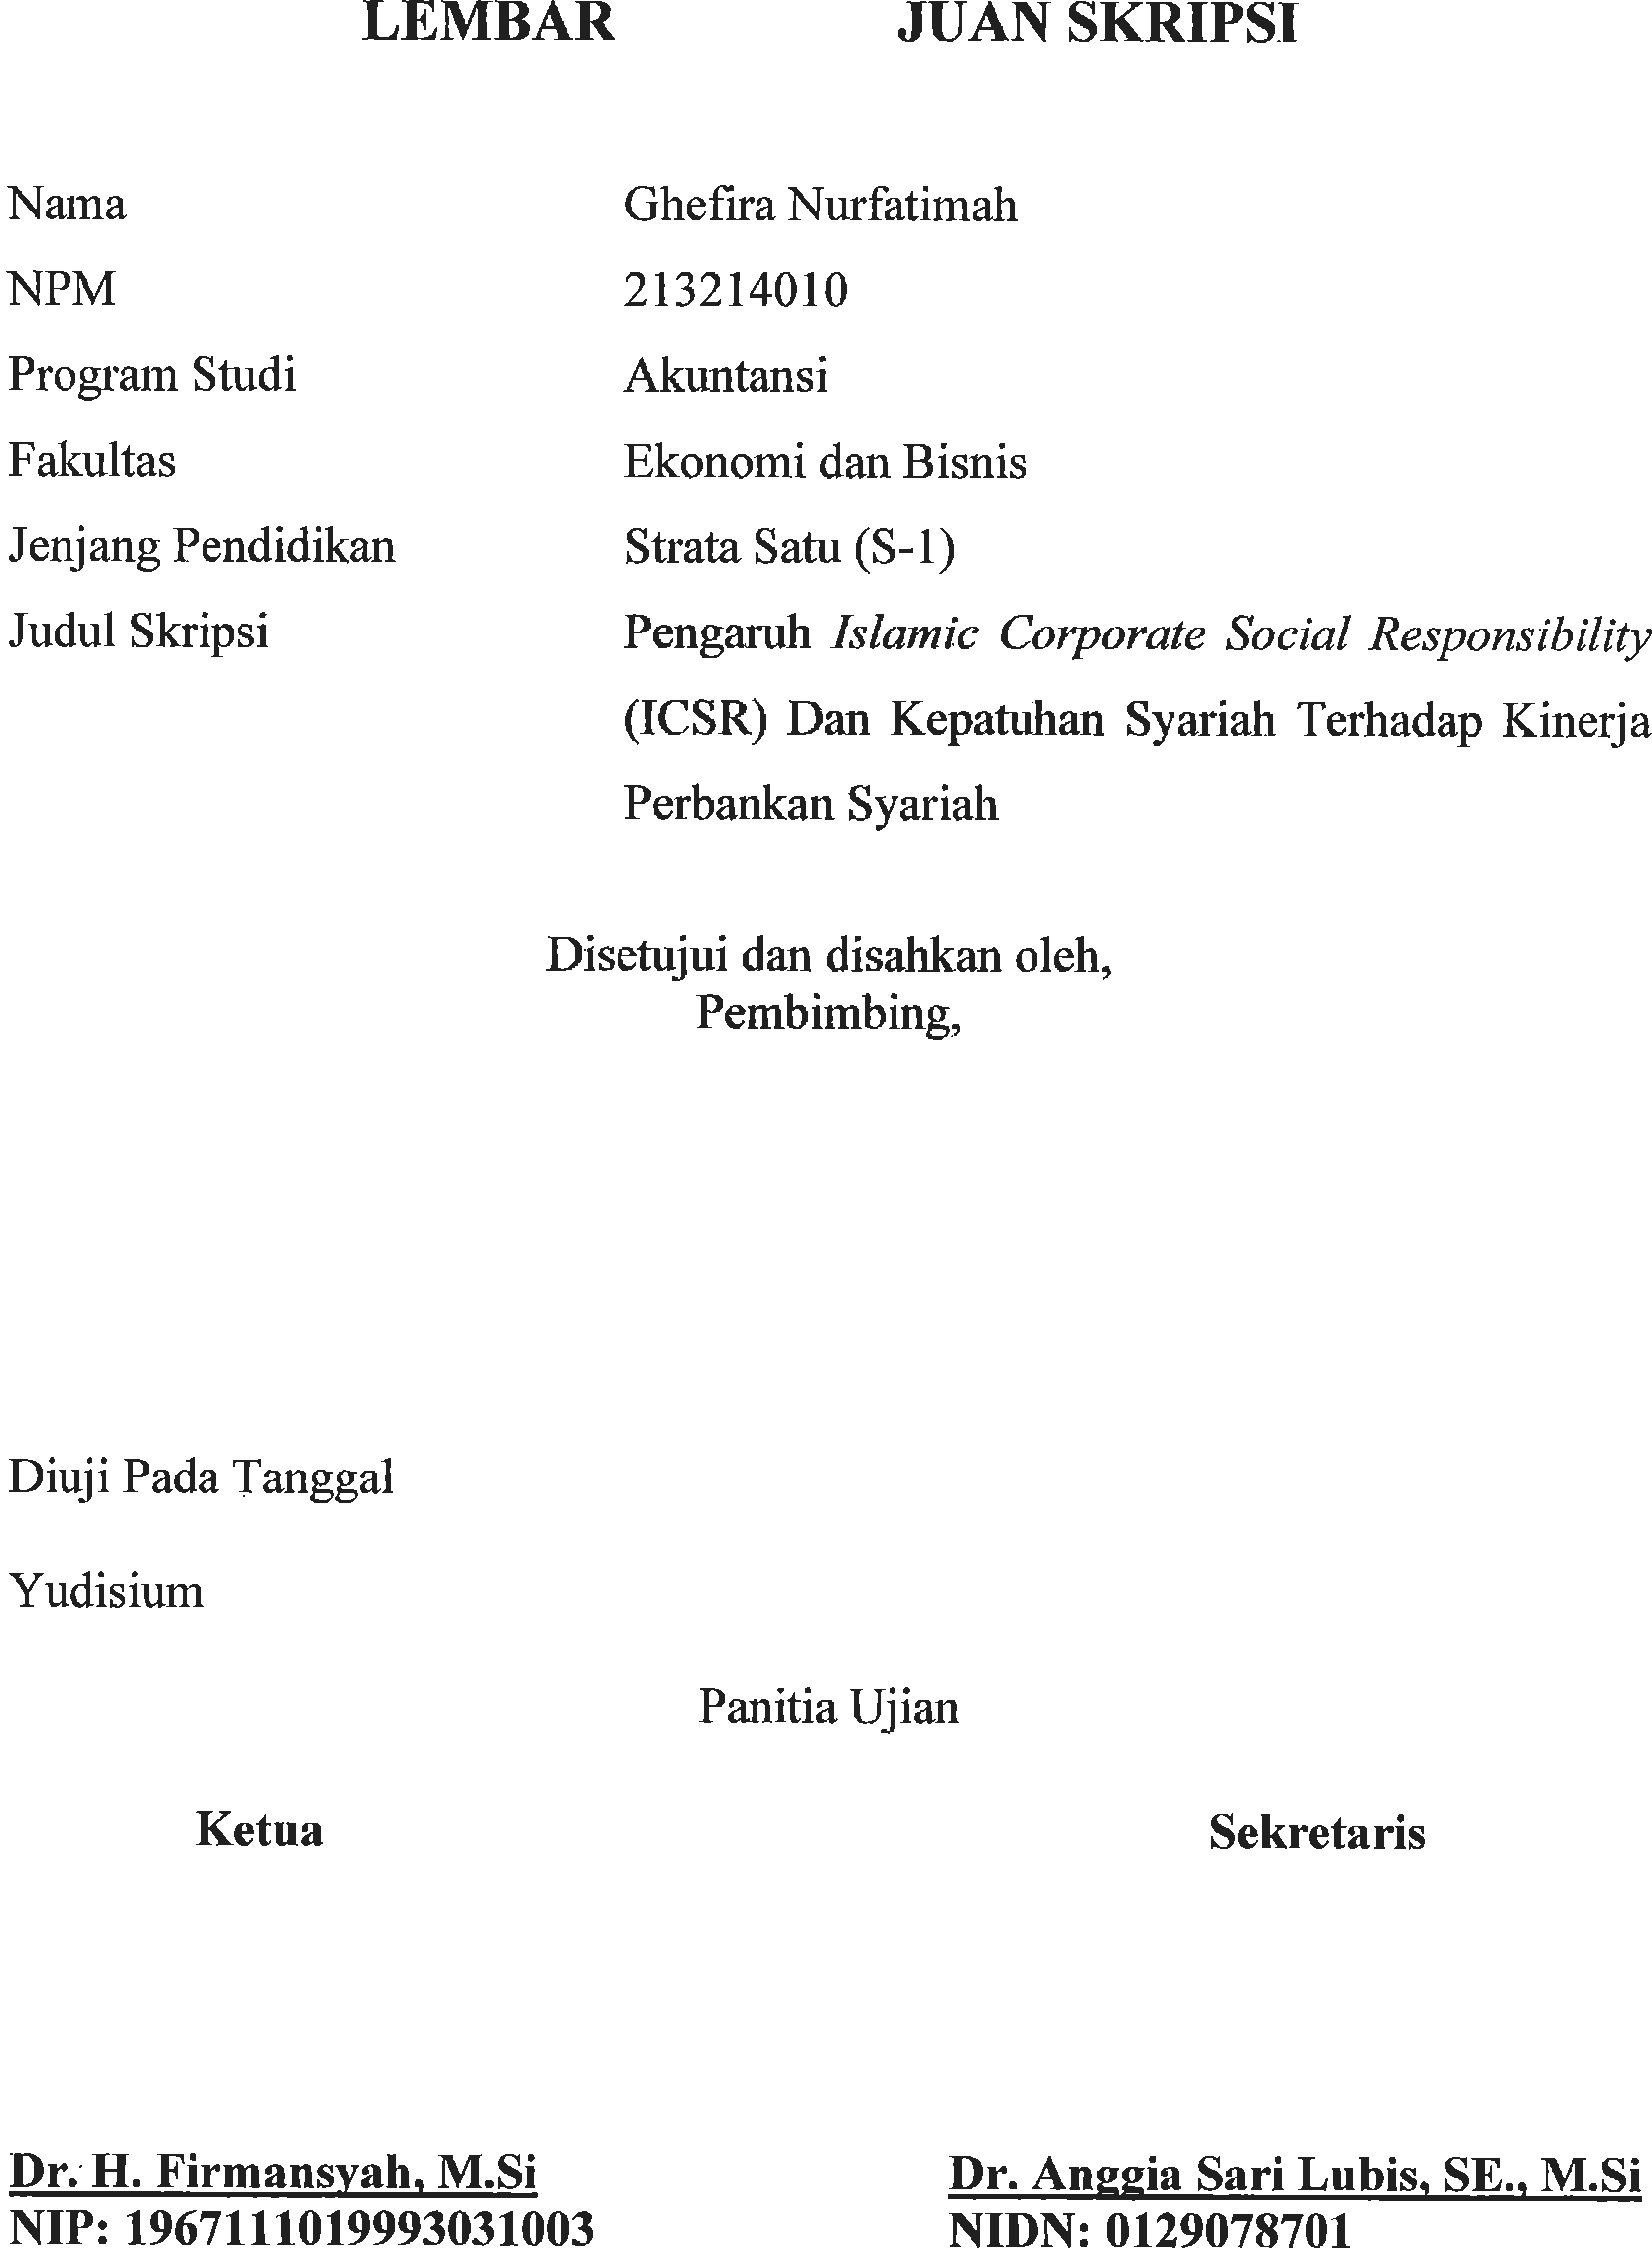 LEMBAR JUAN SKRIPSI
Nama Ghefira Nurfatimah
NPM 213214010
Program Studi Akuntansi
Fakultas Ekonomi dan Bisnis
Jenjang Pendidikan Strata Satu (S-1)
Judul Skripsi Pengaruh Islamic Corporate Social Responsibility
(ICSR) Dan Kepatuhan Syariah Terhadap Kinerja
Perbankan Syariah
Disetujui dan disahkan oleh,
Pembimbing,
Diuji Pada Tanggal
Yudisium
Panitia Ujian
Ketua Sekretaris
Dr. H. Firmansyah, M.Si Dr. Anggia Sari Lubis, SE., M.Si
NIP: 1967111019993031003 NIDN: 0129078701